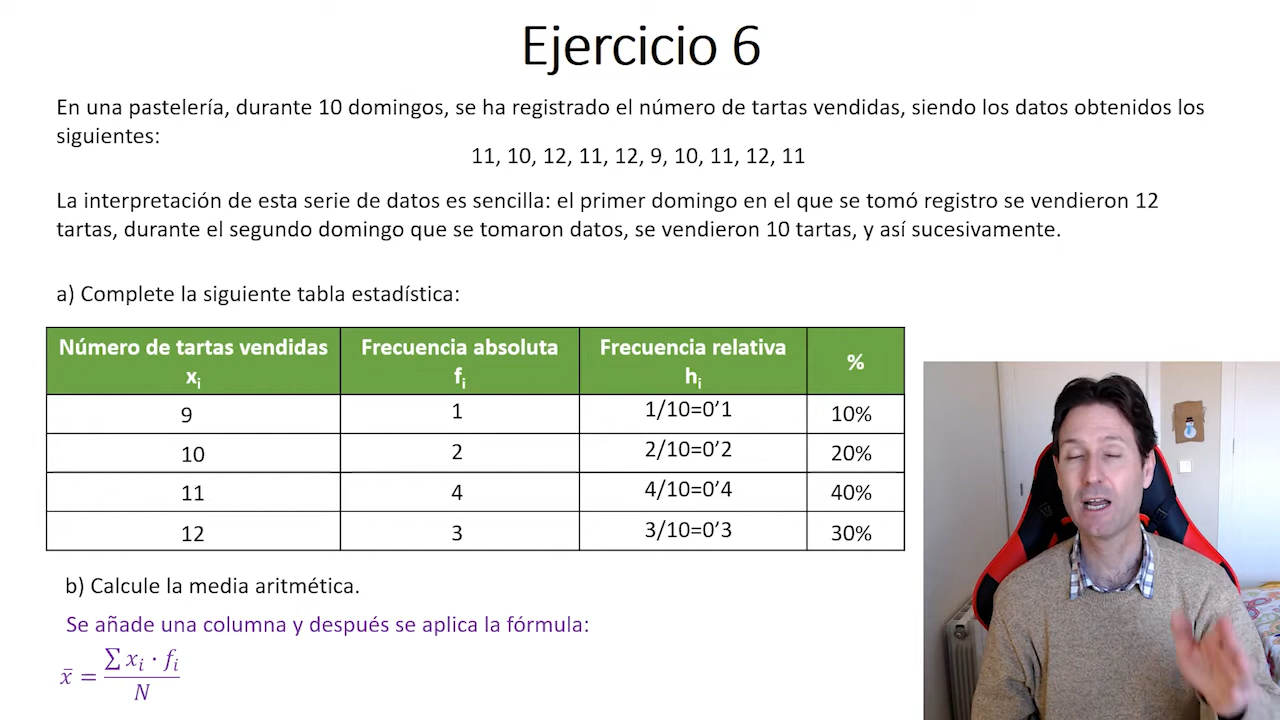 Ejercicio 6
En una pastelería, durante 10 domingos, se ha registrado el número de tartas vendidas, siendo los datos obtenidos los
siguientes:
11, 10, 12, 11, 12, 9, 10, 11, 12, 11
La interpretación de esta serie de datos es sencilla: el primer domingo en el que se tomó registro se vendieron 12
tartas, durante el segundo domingo que se tomaron datos, se vendieron 10 tartas, y así sucesivamente.
a) Complete la siguiente tabla estadística:
Número de tartas vendidas xᵢ | Frecuencia absoluta fᵢ | Frecuencia relativa hᵢ | %
9 | 1 | 1/10=0’1 | 10%
10 | 2 | 2/10=0’2 | 20%
11 | 4 | 4/10=0’4 | 40%
12 | 3 | 3/10=0’3 | 30%
b) Calcule la media aritmética.
Se añade una columna y después se aplica la fórmula:
x̄ = ∑ xᵢ · fᵢ / N